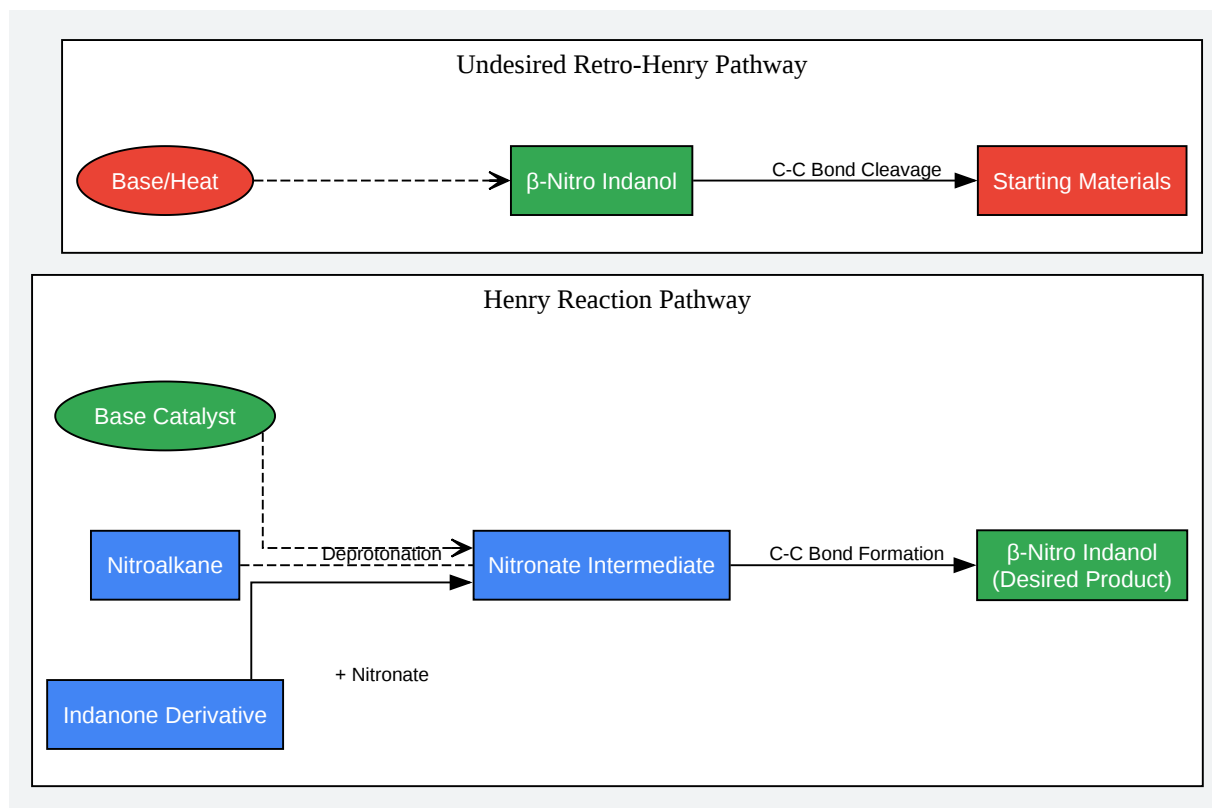 Undesired Retro-Henry Pathway
Base/Heat
β-Nitro Indanol
C-C Bond Cleavage
Starting Materials
Henry Reaction Pathway
Base Catalyst
Nitroalkane
Deprotonation
Nitronate Intermediate
C-C Bond Formation
β-Nitro Indanol
(Desired Product)
+ Nitronate
Indanone Derivative